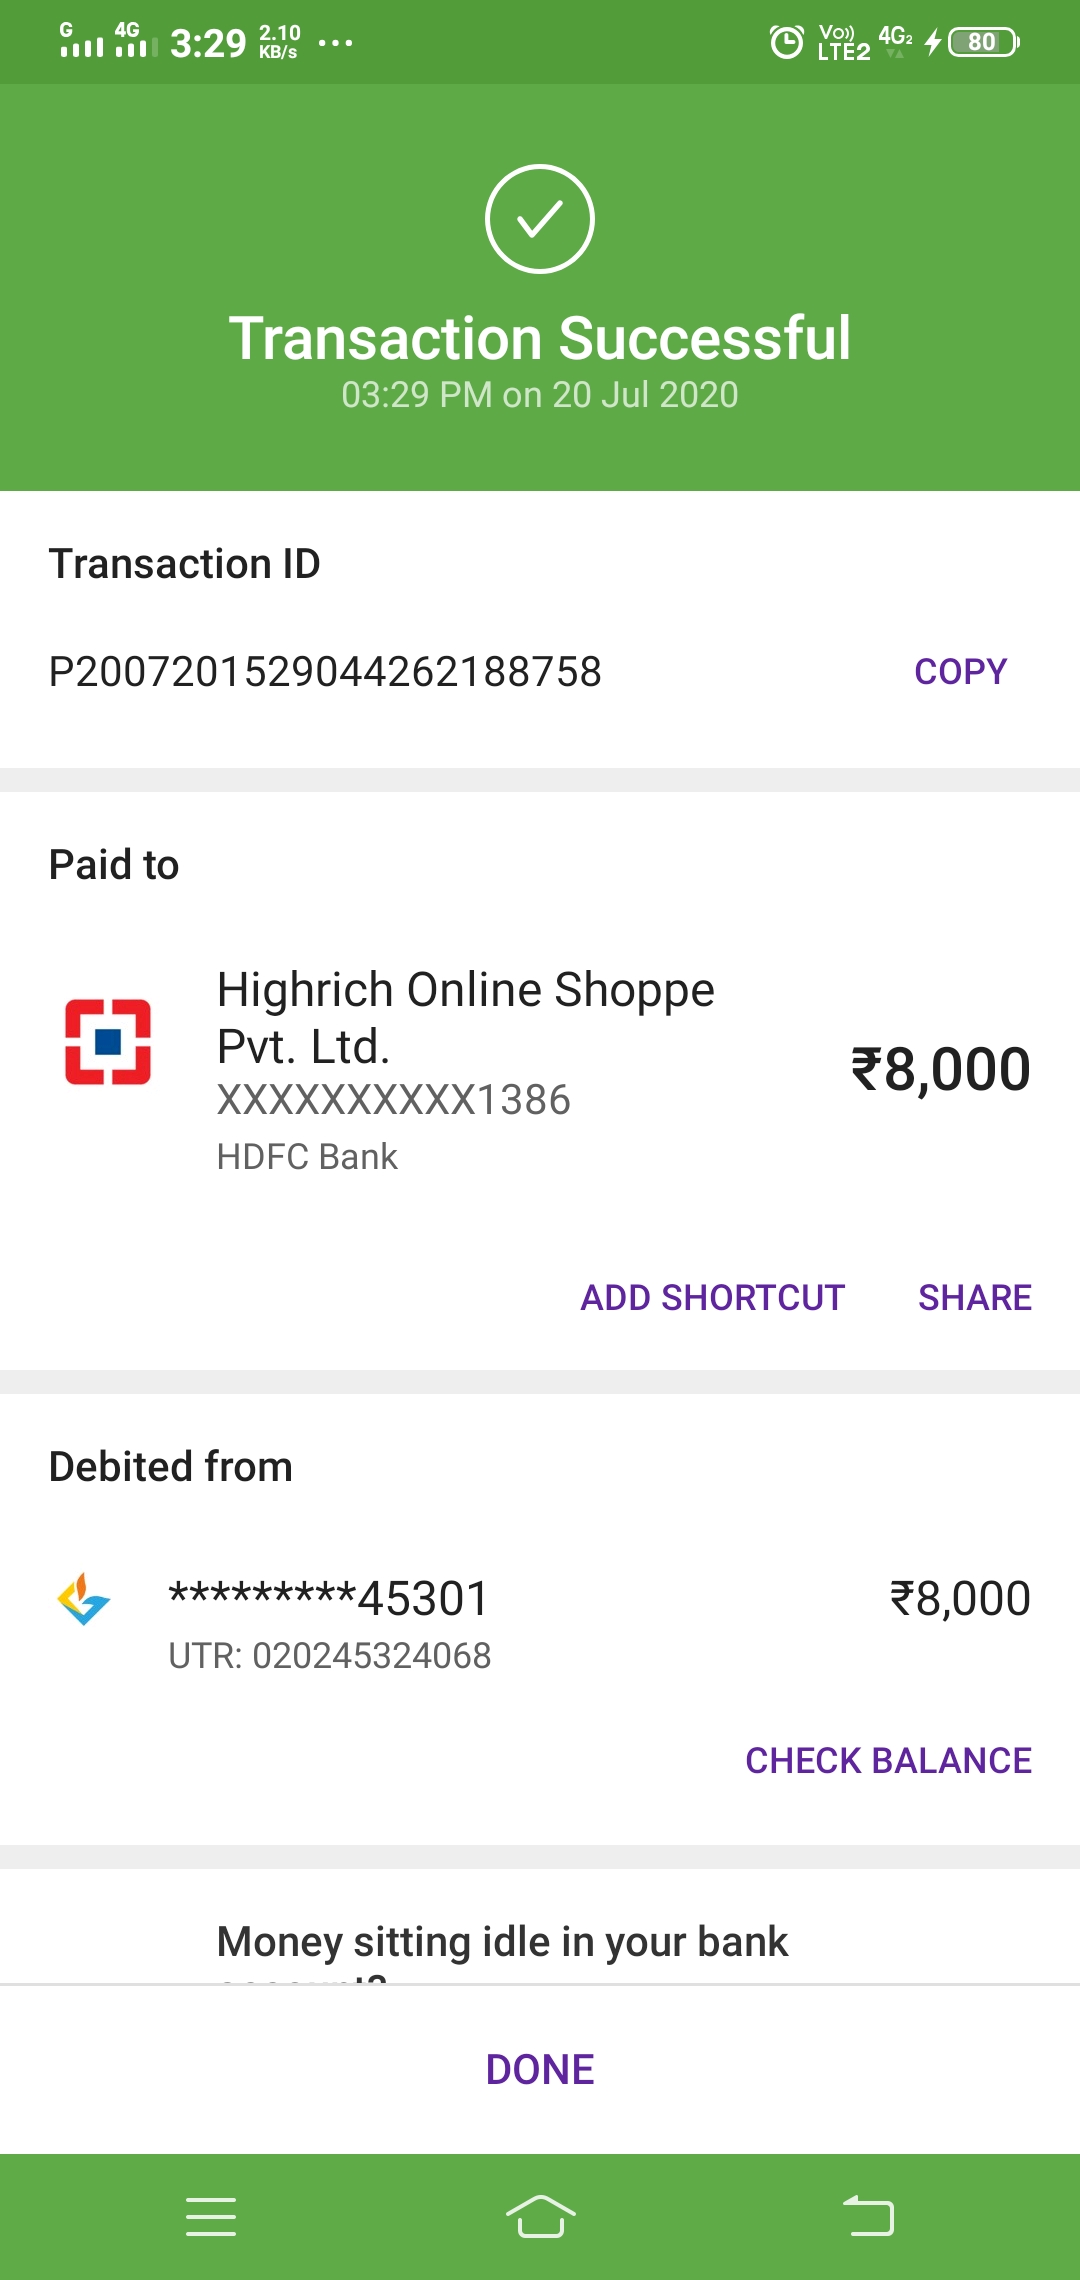 G 4G 3:29 2.10 KB/s ... Vo)) LTE2 4G2 80
Transaction Successful
03:29 PM on 20 Jul 2020
Transaction ID
P2007201529044262188758 COPY
Paid to
Highrich Online Shoppe
Pvt. Ltd.
₹8,000
XXXXXXXXXX1386
HDFC Bank
ADD SHORTCUT SHARE
Debited from
*********45301 ₹8,000
UTR: 020245324068
CHECK BALANCE
Money sitting idle in your bank
DONE